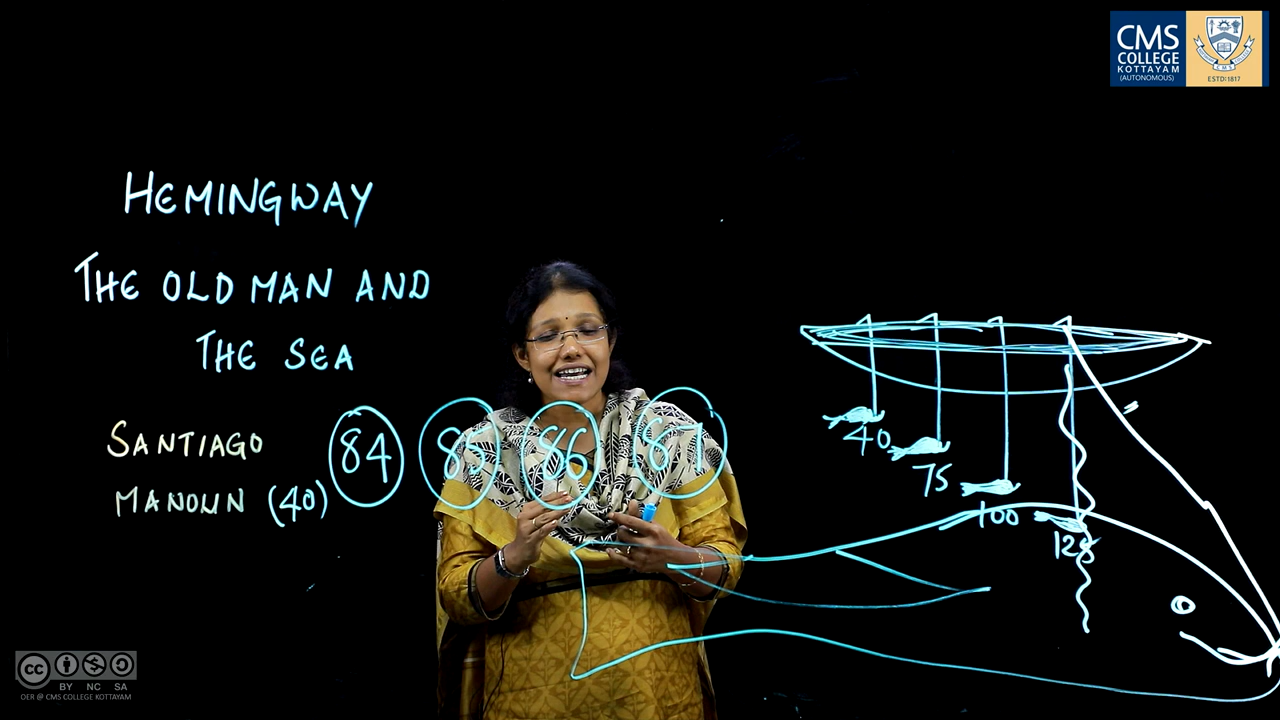 CMS
COLLEGE
KOTTAYAM
(AUTONOMOUS)
ESTD:1817
HEMINGWAY
THE OLD MAN AND
THE SEA
SANTIAGO
MANOLIN (40)
84 85 86 87
40
75
100
125
BY NC SA
OER @ CMS COLLEGE KOTTAYAM